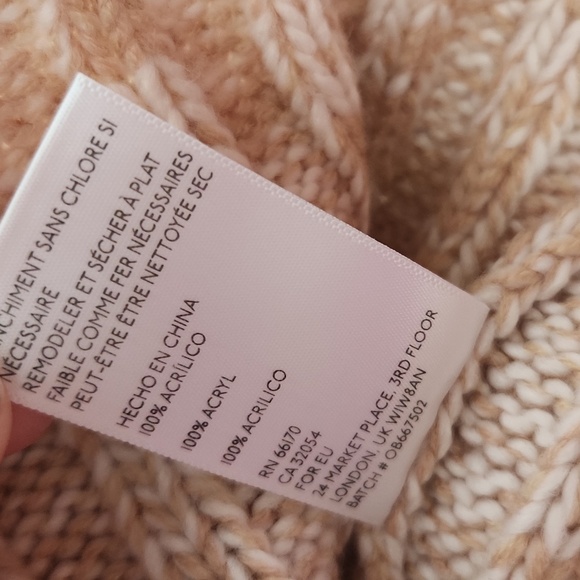 NCHIMENT SANS CHLORE SI
NÉCESSAIRE
REMODELER ET SÉCHER À PLAT
FAIBLE COMME FER NÉCESSAIRES
PEUT-ÊTRE ÊTRE NETTOYÉE SEC
HECHO EN CHINA
100% ACRÍLICO
100% ACRYL
100% ACRILICO
RN 66170
CA 32054
FOR EU
24 MARKET PLACE, 3RD FLOOR
LONDON, UK W1W8AN
BATCH # OB667502